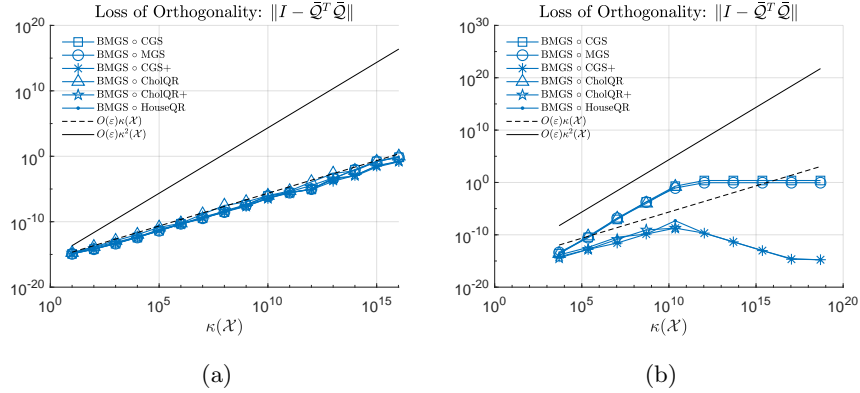 Loss of Orthogonality: ∥I − Q̄ᵀQ̄∥
10^10
10^0
10^-10
10^-20
BMGS ∘ CGS
BMGS ∘ MGS
BMGS ∘ CGS+
BMGS ∘ CholQR
BMGS ∘ CholQR+
BMGS ∘ HouseQR
O(ε)κ(𝒳)
O(ε)κ²(𝒳)
10^0 10^5 10^10 10^15
κ(𝒳)
(a)
Loss of Orthogonality: ∥I − Q̄ᵀQ̄∥
10^30
10^20
10^10
10^0
10^-10
10^-20
BMGS ∘ CGS
BMGS ∘ MGS
BMGS ∘ CGS+
BMGS ∘ CholQR
BMGS ∘ CholQR+
BMGS ∘ HouseQR
O(ε)κ(𝒳)
O(ε)κ²(𝒳)
10^0 10^5 10^10 10^15 10^20
κ(𝒳)
(b)